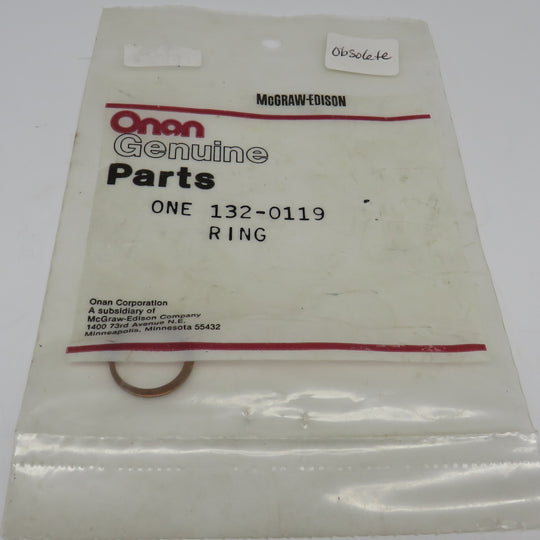 Obsolete
McGRAW-EDISON
Onan
Genuine
Parts
ONE 132-0119
RING
Onan Corporation
A subsidiary of
McGraw-Edison Company
1400 73rd Avenue N.E.
Minneapolis, Minnesota 55432